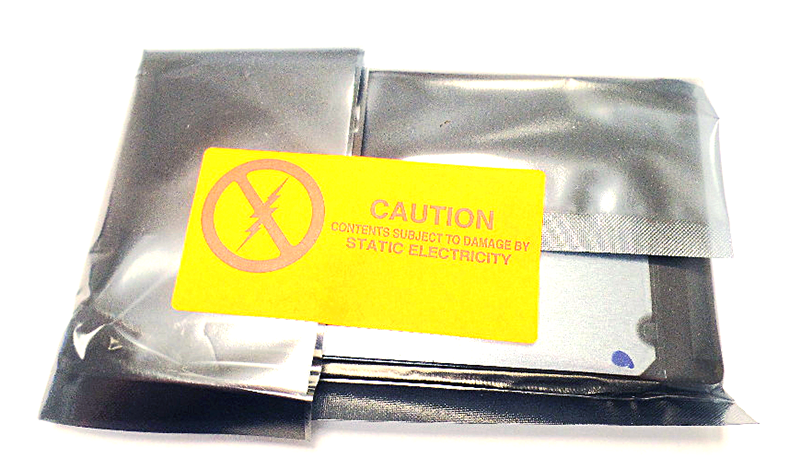 CAUTION
CONTENTS SUBJECT TO DAMAGE BY
STATIC ELECTRICITY